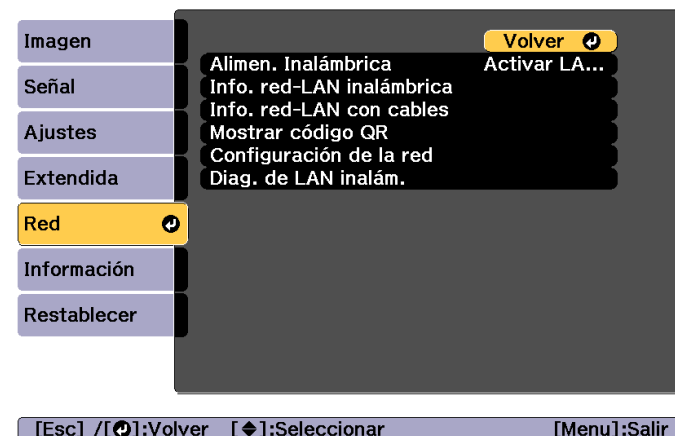 Imagen
Señal
Ajustes
Extendida
Red
Información
Restablecer
Volver
Alimen. Inalámbrica Activar LA...
Info. red-LAN inalámbrica
Info. red-LAN con cables
Mostrar código QR
Configuración de la red
Diag. de LAN inalám.
[Esc] /[⏎]:Volver [◆]:Seleccionar [Menu]:Salir